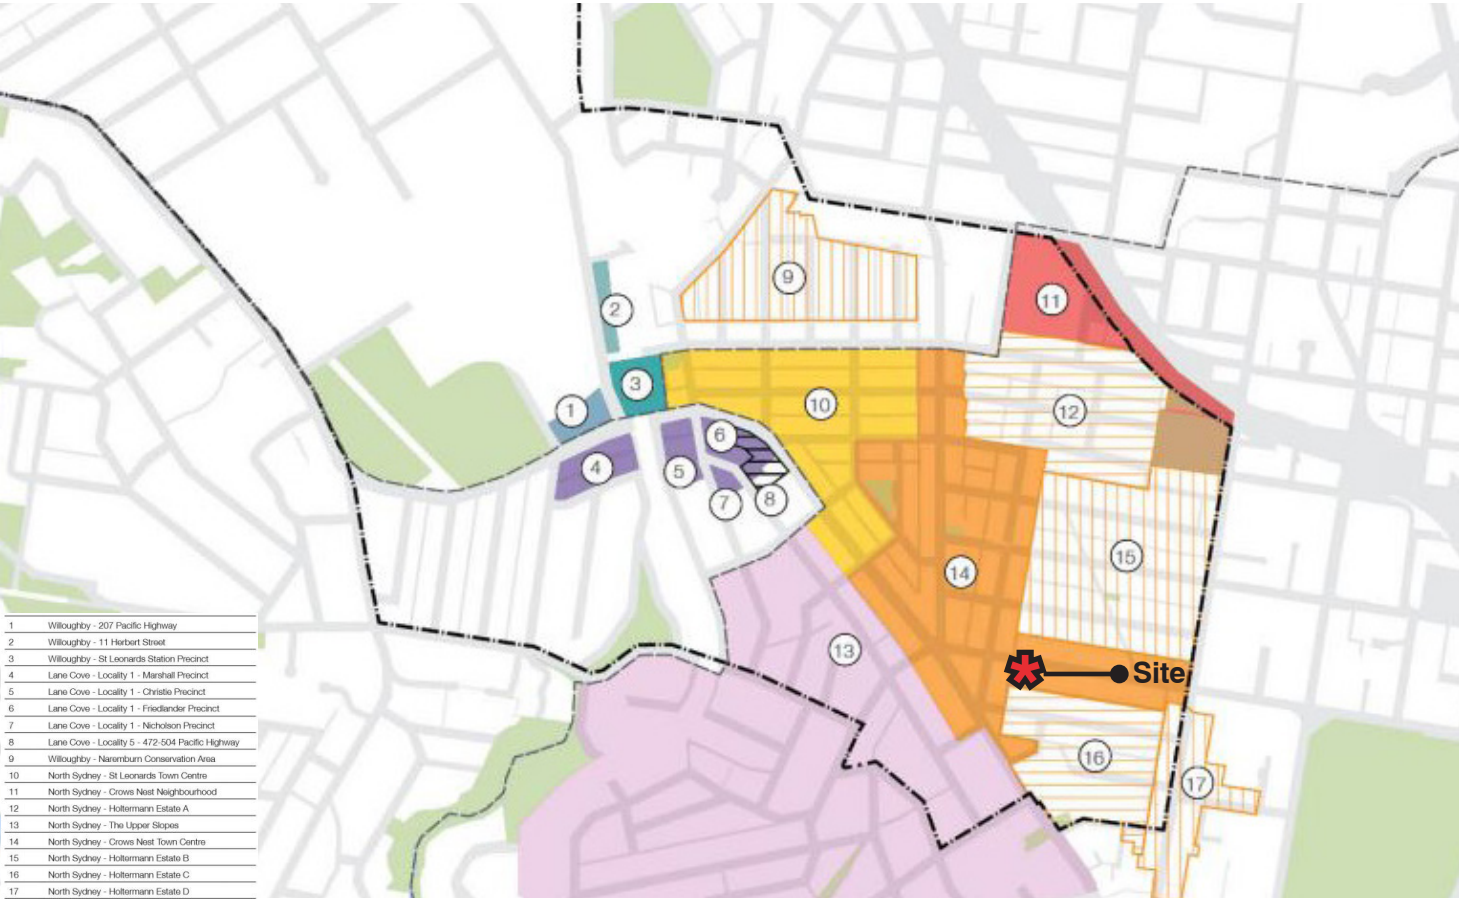 2
9
11
3
1
10
12
6
4
5
7
8
15
14
13
Site
16
17
1 Willoughby - 207 Pacific Highway
2 Willoughby - 11 Herbert Street
3 Willoughby - St Leonards Station Precinct
4 Lane Cove - Locality 1 - Marshall Precinct
5 Lane Cove - Locality 1 - Christie Precinct
6 Lane Cove - Locality 1 - Friedlander Precinct
7 Lane Cove - Locality 1 - Nicholson Precinct
8 Lane Cove - Locality 5 - 472-504 Pacific Highway
9 Willoughby - Naremburn Conservation Area
10 North Sydney - St Leonards Town Centre
11 North Sydney - Crows Nest Neighbourhood
12 North Sydney - Holtermann Estate A
13 North Sydney - The Upper Slopes
14 North Sydney - Crows Nest Town Centre
15 North Sydney - Holtermann Estate B
16 North Sydney - Holtermann Estate C
17 North Sydney - Holtermann Estate D